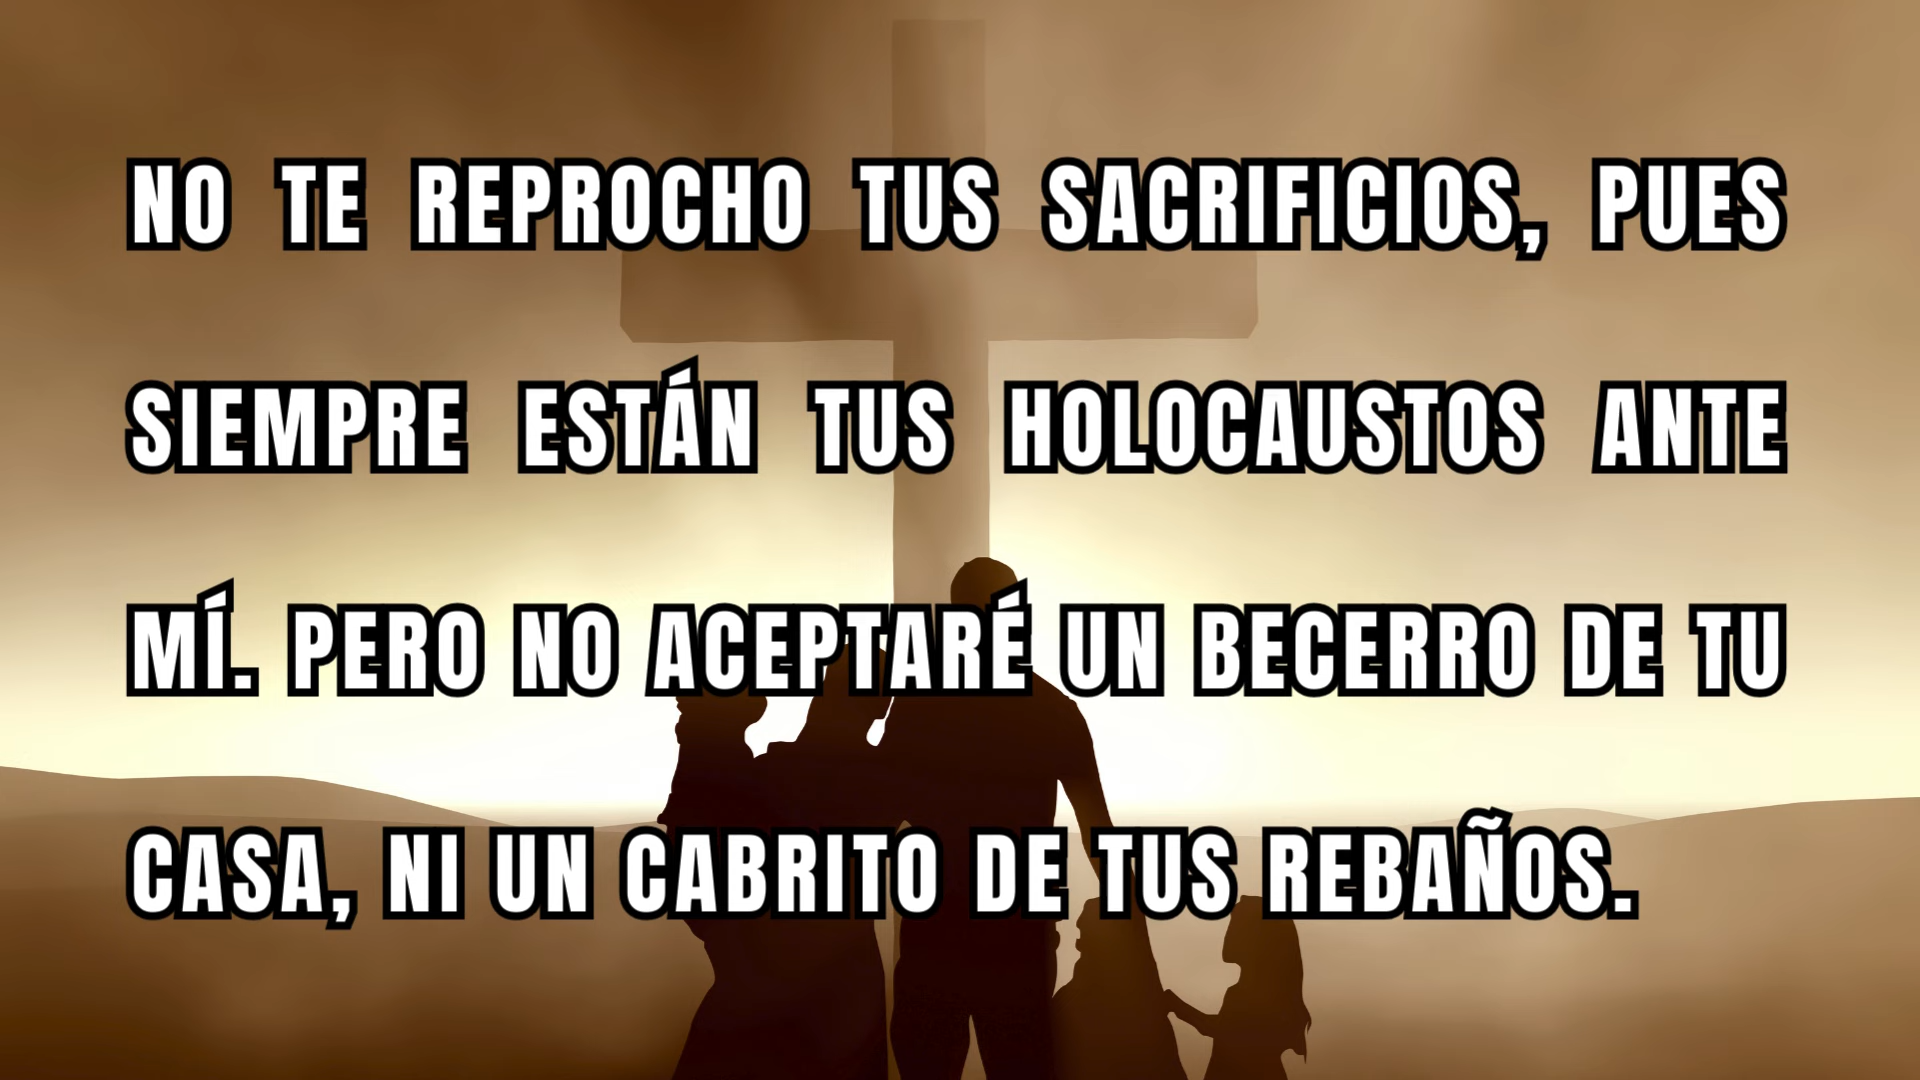 NO TE REPROCHO TUS SACRIFICIOS, PUES
SIEMPRE ESTÁN TUS HOLOCAUSTOS ANTE
MÍ. PERO NO ACEPTARÉ UN BECERRO DE TU
CASA, NI UN CABRITO DE TUS REBAÑOS.